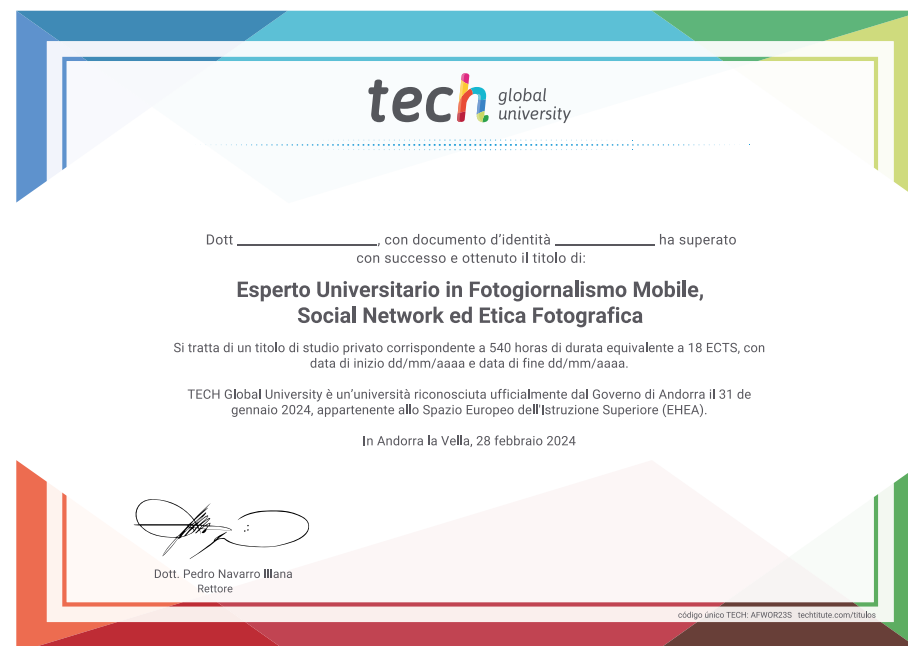 tech global university
Dott ____________________, con documento d'identità ______________ ha superato
con successo e ottenuto il titolo di:
Esperto Universitario in Fotogiornalismo Mobile,
Social Network ed Etica Fotografica
Si tratta di un titolo di studio privato corrispondente a 540 horas di durata equivalente a 18 ECTS, con
data di inizio dd/mm/aaaa e data di fine dd/mm/aaaa.
TECH Global University è un'università riconosciuta ufficialmente dal Governo di Andorra il 31 de
gennaio 2024, appartenente allo Spazio Europeo dell'Istruzione Superiore (EHEA).
In Andorra la Vella, 28 febbraio 2024
Dott. Pedro Navarro Illana
Rettore
código único TECH: AFWOR23S techtitute.com/titulos